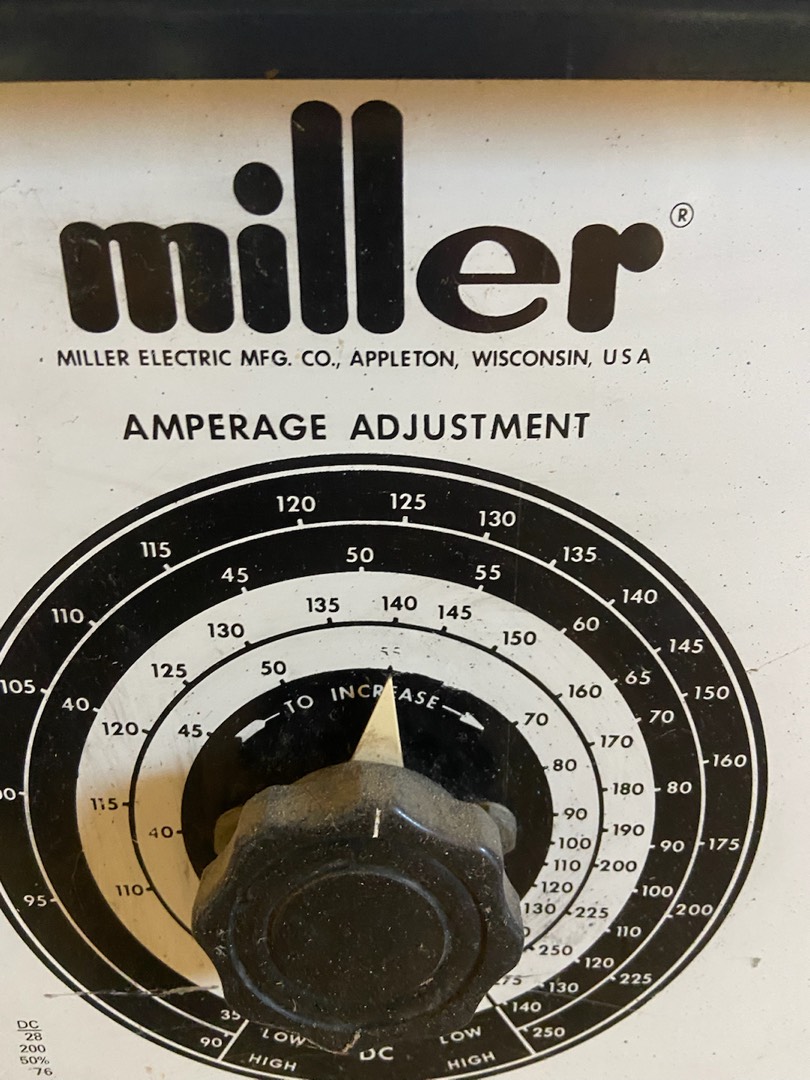 miller®
MILLER ELECTRIC MFG. CO., APPLETON, WISCONSIN, USA
AMPERAGE ADJUSTMENT
95 105 110 115 120 125 130 135 140 145 150 160 175 200 225 250
90 40 45 50 55 60 65 70 80 90 100 110 120 130 140
110 115 120 125 130 135 140 145 150 160 170 180 190 200 225 250
35 40 45 50 55 70 80 90 100 110 120 130
TO INCREASE
LOW LOW
HIGH DC HIGH
DC
28
200
50%
76